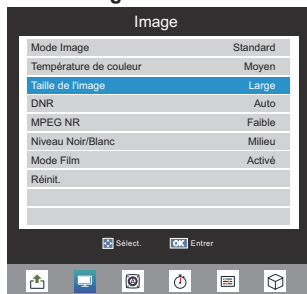 Image
Mode Image Standard
Température de couleur Moyen
Taille de l'image Large
DNR Auto
MPEG NR Faible
Niveau Noir/Blanc Milieu
Mode Film Activé
Réinit.
Sélect. OK Entrer